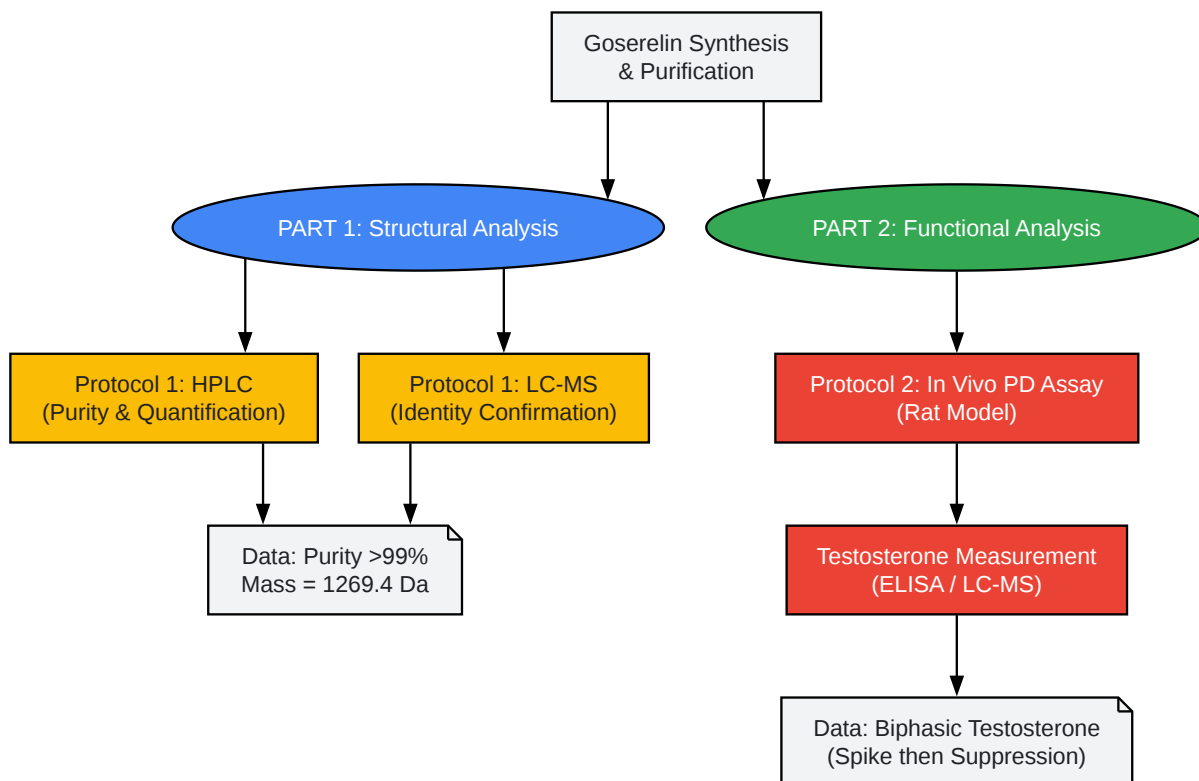 Goserelin Synthesis
& Purification
PART 1: Structural Analysis
PART 2: Functional Analysis
Protocol 1: HPLC
(Purity & Quantification)
Protocol 1: LC-MS
(Identity Confirmation)
Protocol 2: In Vivo PD Assay
(Rat Model)
Data: Purity >99%
Mass = 1269.4 Da
Testosterone Measurement
(ELISA / LC-MS)
Data: Biphasic Testosterone
(Spike then Suppression)